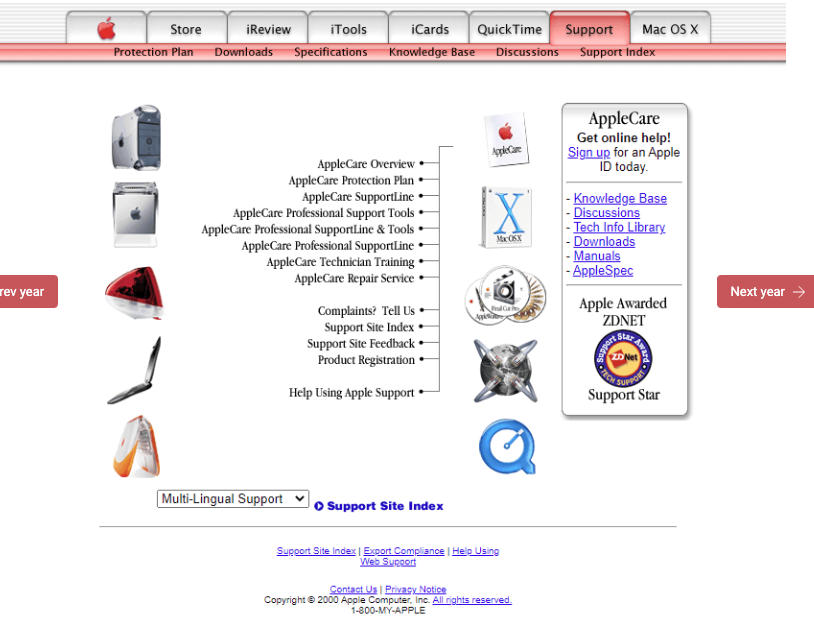 Store iReview iTools iCards QuickTime Support Mac OS X
Protection Plan Downloads Specifications Knowledge Base Discussions Support Index
AppleCare Overview
AppleCare Protection Plan
AppleCare SupportLine
AppleCare Professional Support Tools
AppleCare Professional SupportLine & Tools
AppleCare Professional SupportLine
AppleCare Technician Training
AppleCare Repair Service
Complaints? Tell Us
Support Site Index
Support Site Feedback
Product Registration
Help Using Apple Support
AppleCare
X
Mac OS X
Final Cut Pro
AppleCare
Get online help!
Sign up for an Apple
ID today.
- Knowledge Base
- Discussions
- Tech Info Library
- Downloads
- Manuals
- AppleSpec
Apple Awarded
ZDNET
Support Star Award
ZDNet
TECH SUPPORT
Support Star
rev year
Next year →
Multi-Lingual Support
Support Site Index
Support Site Index | Export Compliance | Help Using
Web Support
Contact Us | Privacy Notice
Copyright © 2000 Apple Computer, Inc. All rights reserved.
1-800-MY-APPLE